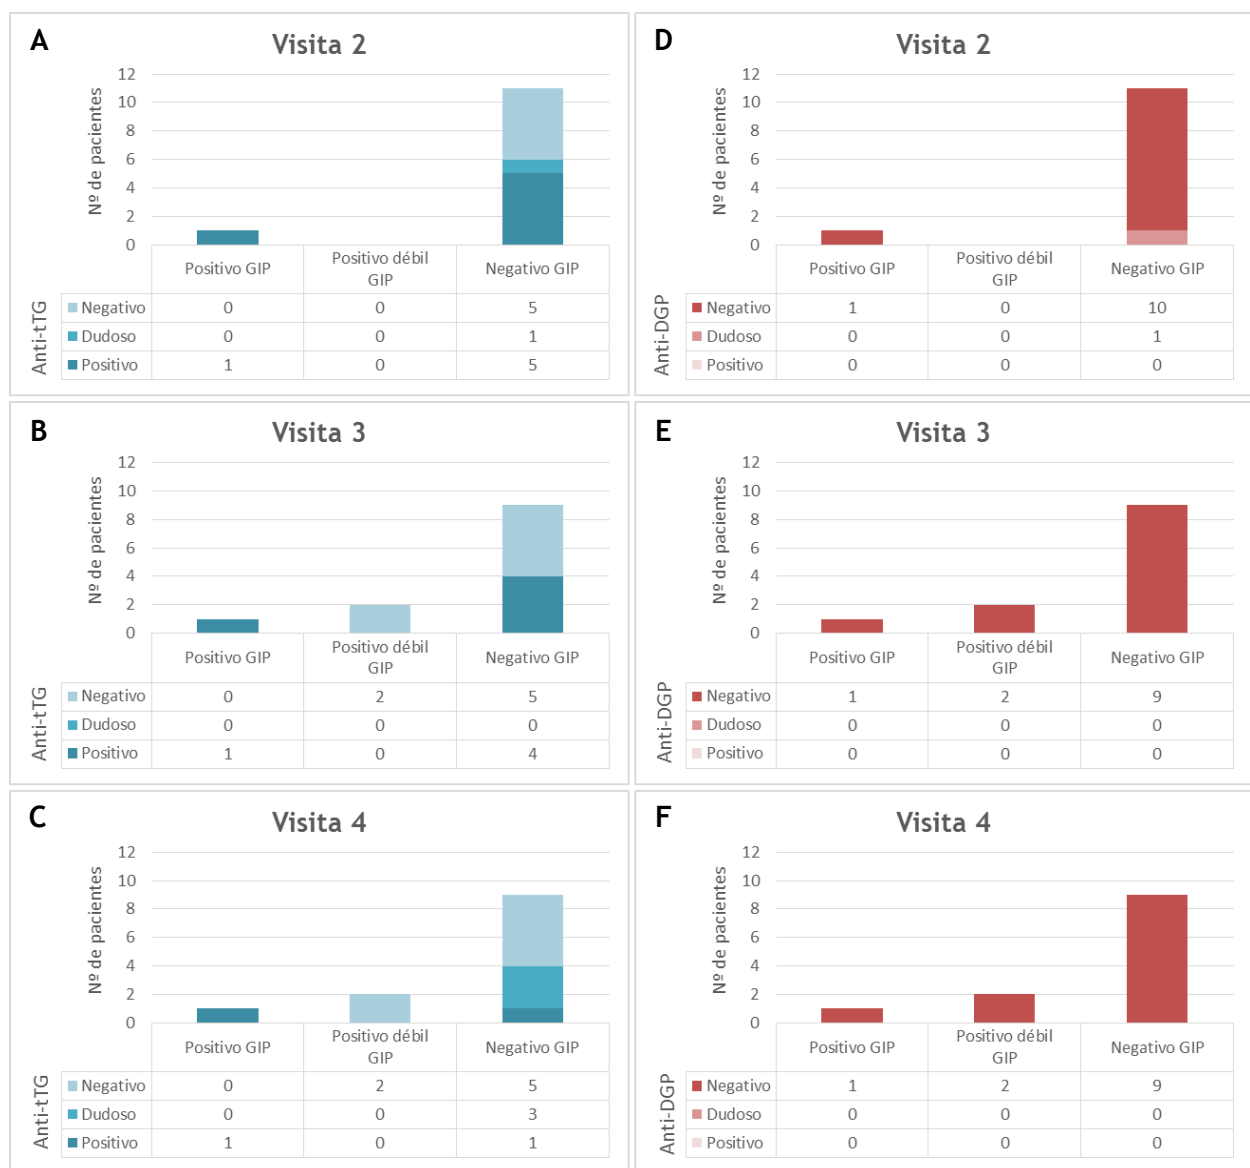 A
Visita 2
Nº de pacientes
12
10
8
6
4
2
0
Positivo GIP
Positivo débil GIP
Negativo GIP
Anti-tTG
Negativo 0 0 5
Dudoso 0 0 1
Positivo 1 0 5
D
Visita 2
Nº de pacientes
12
10
8
6
4
2
0
Positivo GIP
Positivo débil GIP
Negativo GIP
Anti-DGP
Negativo 1 0 10
Dudoso 0 0 1
Positivo 0 0 0
B
Visita 3
Nº de pacientes
12
10
8
6
4
2
0
Positivo GIP
Positivo débil GIP
Negativo GIP
Anti-tTG
Negativo 0 2 5
Dudoso 0 0 0
Positivo 1 0 4
E
Visita 3
Nº de pacientes
12
10
8
6
4
2
0
Positivo GIP
Positivo débil GIP
Negativo GIP
Anti-DGP
Negativo 1 2 9
Dudoso 0 0 0
Positivo 0 0 0
C
Visita 4
Nº de pacientes
12
10
8
6
4
2
0
Positivo GIP
Positivo débil GIP
Negativo GIP
Anti-tTG
Negativo 0 2 5
Dudoso 0 0 3
Positivo 1 0 1
F
Visita 4
Nº de pacientes
12
10
8
6
4
2
0
Positivo GIP
Positivo débil GIP
Negativo GIP
Anti-DGP
Negativo 1 2 9
Dudoso 0 0 0
Positivo 0 0 0